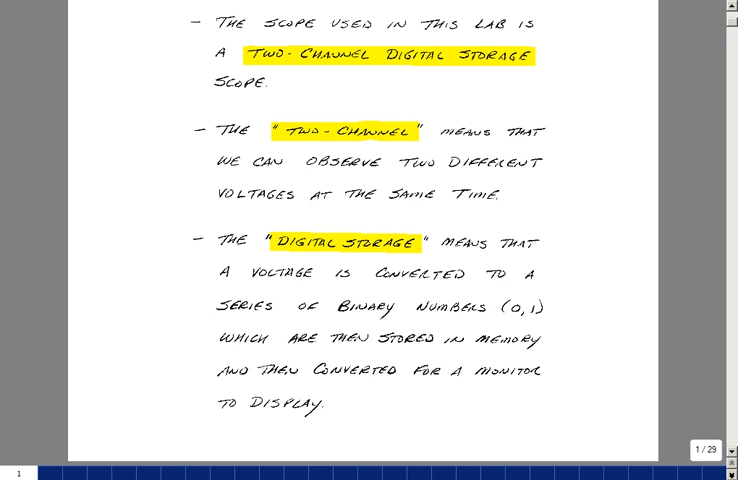 - THE SCOPE USED IN THIS LAB IS
A TWO-CHANNEL DIGITAL STORAGE
SCOPE.
- THE "TWO-CHANNEL" MEANS THAT
WE CAN OBSERVE TWO DIFFERENT
VOLTAGES AT THE SAME TIME.
- THE "DIGITAL STORAGE" MEANS THAT
A VOLTAGE IS CONVERTED TO A
SERIES OF BINARY NUMBERS (0,1)
WHICH ARE THEN STORED IN MEMORY
AND THEN CONVERTED FOR A MONITOR
TO DISPLAY.
1 / 29
1